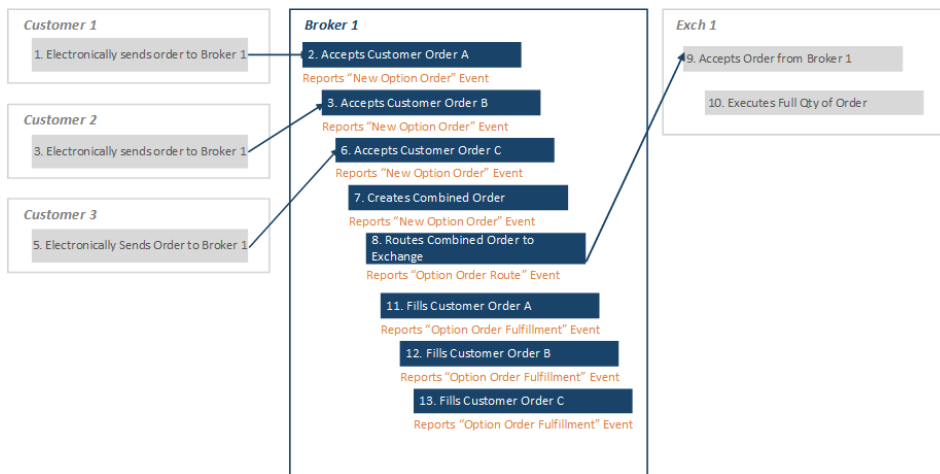 Customer 1
1. Electronically sends order to Broker 1
Customer 2
3. Electronically sends order to Broker 1
Customer 3
5. Electronically Sends Order to Broker 1
Broker 1
2. Accepts Customer Order A
Reports “New Option Order” Event
3. Accepts Customer Order B
Reports “New Option Order” Event
6. Accepts Customer Order C
Reports “New Option Order” Event
7. Creates Combined Order
Reports “New Option Order” Event
8. Routes Combined Order to
Exchange
Reports “Option Order Route” Event
11. Fills Customer Order A
Reports “Option Order Fulfillment” Event
12. Fills Customer Order B
Reports “Option Order Fulfillment” Event
13. Fills Customer Order C
Reports “Option Order Fulfillment” Event
Exch 1
9. Accepts Order from Broker 1
10. Executes Full Qty of Order